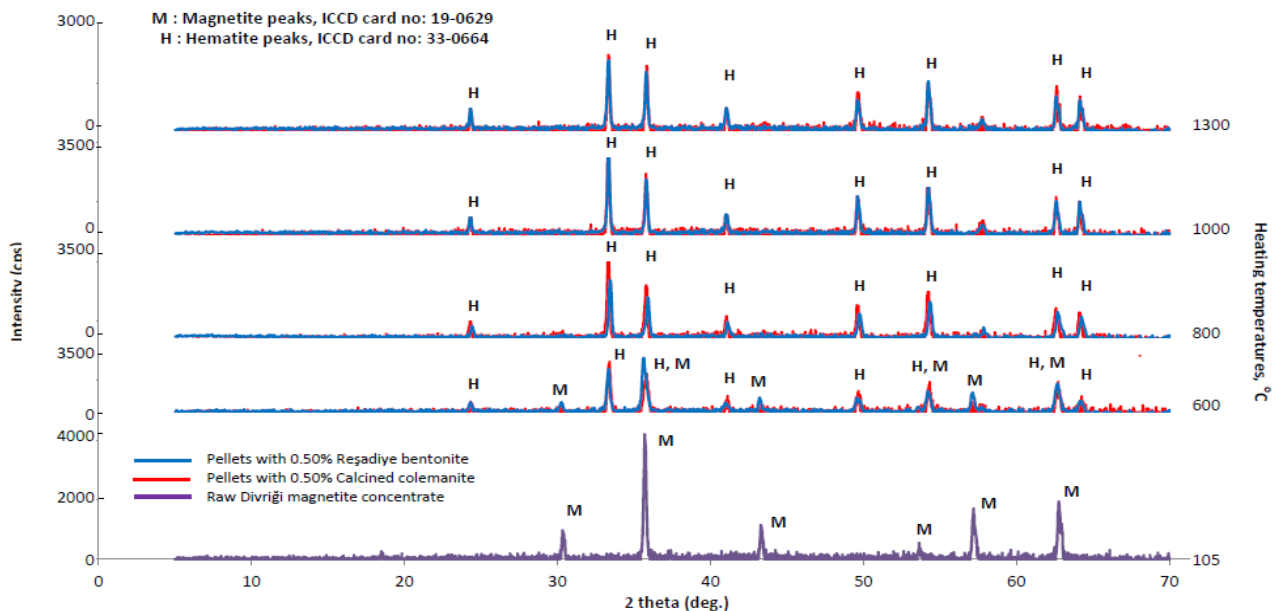 M : Magnetite peaks, ICCD card no: 19-0629
H : Hematite peaks, ICCD card no: 33-0664
3000
H H H H H H H H
0 1300
3500
H H H H H H H H
0 1000
3500
H H H H H H H H
0 800
3500
H M H H, M H M H H, M M H, M H
0 600
4000
M M M M M M
2000
0 105
Pellets with 0.50% Reşadiye bentonite
Pellets with 0.50% Calcined colemanite
Raw Divriği magnetite concentrate
0 10 20 30 40 50 60 70
2 theta (deg.)
Intensity (cps)
Heating temperatures, °C